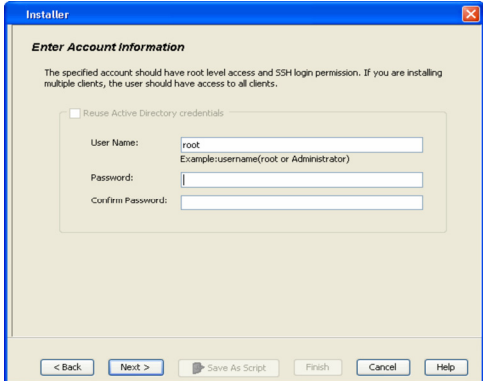 Installer
Enter Account Information
The specified account should have root level access and SSH login permission. If you are installing
multiple clients, the user should have access to all clients.
Reuse Active Directory credentials
User Name:
root
Example:username(root or Administrator)
Password:
Confirm Password:
< Back
Next >
Save As Script
Finish
Cancel
Help